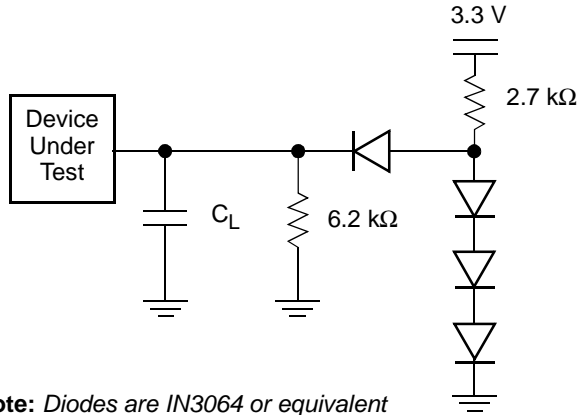 3.3 V
2.7 kΩ
Device
Under
Test
C_L
6.2 kΩ
ote: Diodes are IN3064 or equivalent